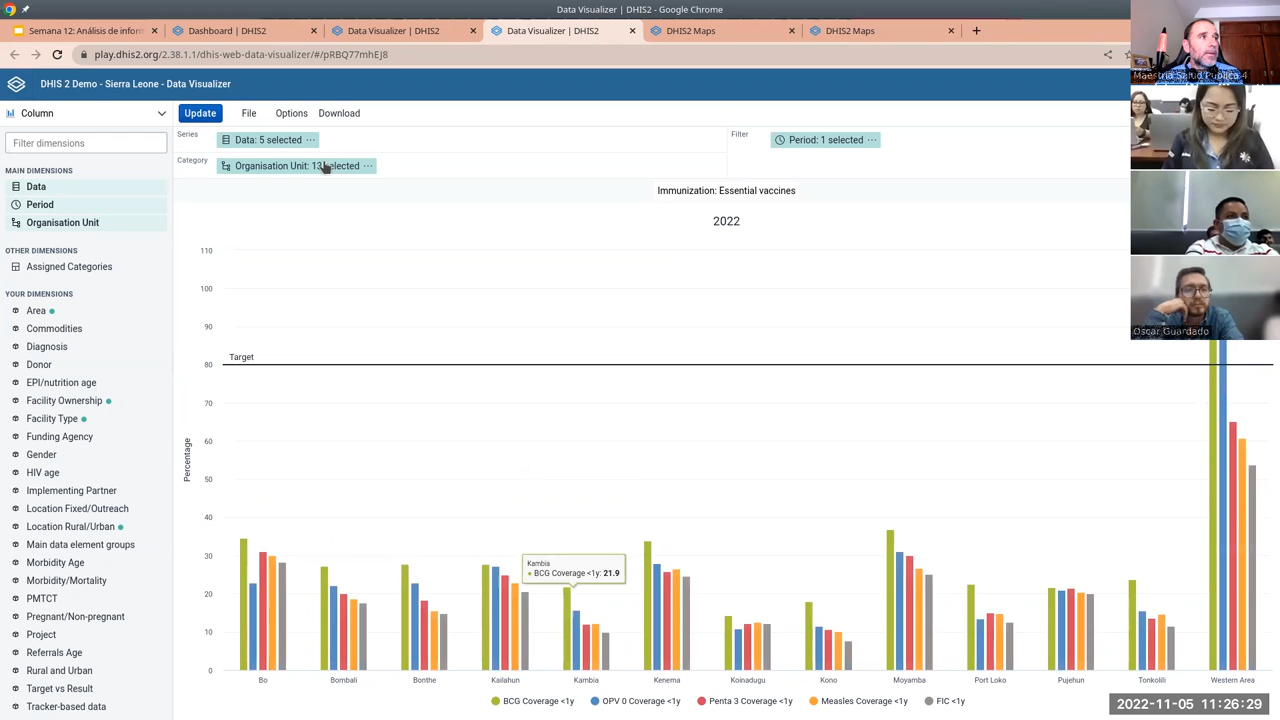 Data Visualizer | DHIS2 - Google Chrome
Semana 12: Análisis de inform
Dashboard | DHIS2
Data Visualizer | DHIS2
Data Visualizer | DHIS2
DHIS2 Maps
DHIS2 Maps
play.dhis2.org/2.38.1.1/dhis-web-data-visualizer/#/pRBQ77mhEJ8
DHIS 2 Demo - Sierra Leone - Data Visualizer
Column
Update File Options Download
Filter dimensions
MAIN DIMENSIONS
Data
Period
Organisation Unit
OTHER DIMENSIONS
Assigned Categories
YOUR DIMENSIONS
Area
Commodities
Diagnosis
Donor
EPI/nutrition age
Facility Ownership
Facility Type
Funding Agency
Gender
HIV age
Implementing Partner
Location Fixed/Outreach
Location Rural/Urban
Main data element groups
Morbidity Age
Morbidity/Mortality
PMTCT
Pregnant/Non-pregnant
Project
Referrals Age
Rural and Urban
Target vs Result
Tracker-based data
Series
Data: 5 selected
Filter
Period: 1 selected
Category
Organisation Unit: 13 selected
Immunization: Essential vaccines
2022
110
100
90
Target
80
70
60
50
40
30
20
10
0
Percentage
Kambia
BCG Coverage <1y: 21.9
Bo Bombali Bonthe Kailahun Kambia Kenema Koinadugu Kono Moyamba Port Loko Pujehun Tonkolili Western Area
BCG Coverage <1y OPV 0 Coverage <1y Penta 3 Coverage <1y Measles Coverage <1y FIC <1y
Maestria Salud Publica 4
Oscar Guardado
2022-11-05 11:26:29